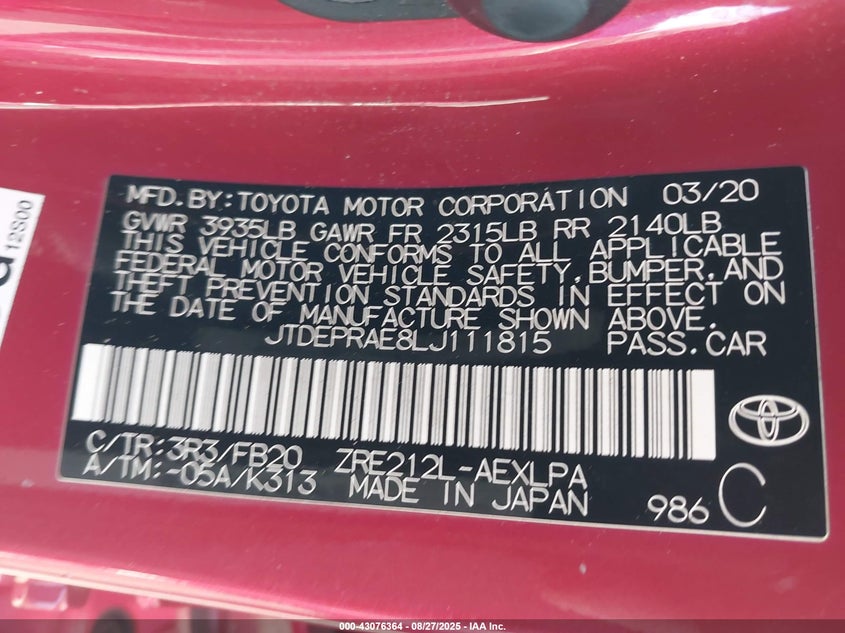 MFD.BY:TOYOTA MOTOR CORPORATION 03/20
GVWR 3935LB GAWR FR 2315LB RR 2140LB
THIS VEHICLE CONFORMS TO ALL APPLICABLE
FEDERAL MOTOR VEHICLE SAFETY,BUMPER,AND
THEFT PREVENTION STANDARDS IN EFFECT ON
THE DATE OF MANUFACTURE SHOWN ABOVE.
JTDEPRAE8LJ111815 PASS.CAR
C/TR:3R3/FB20 ZRE212L-AEXLPA
A/TM:-05A/K313 MADE IN JAPAN 986 C
12S00
000-43076364 - 08/27/2025 - IAA Inc.